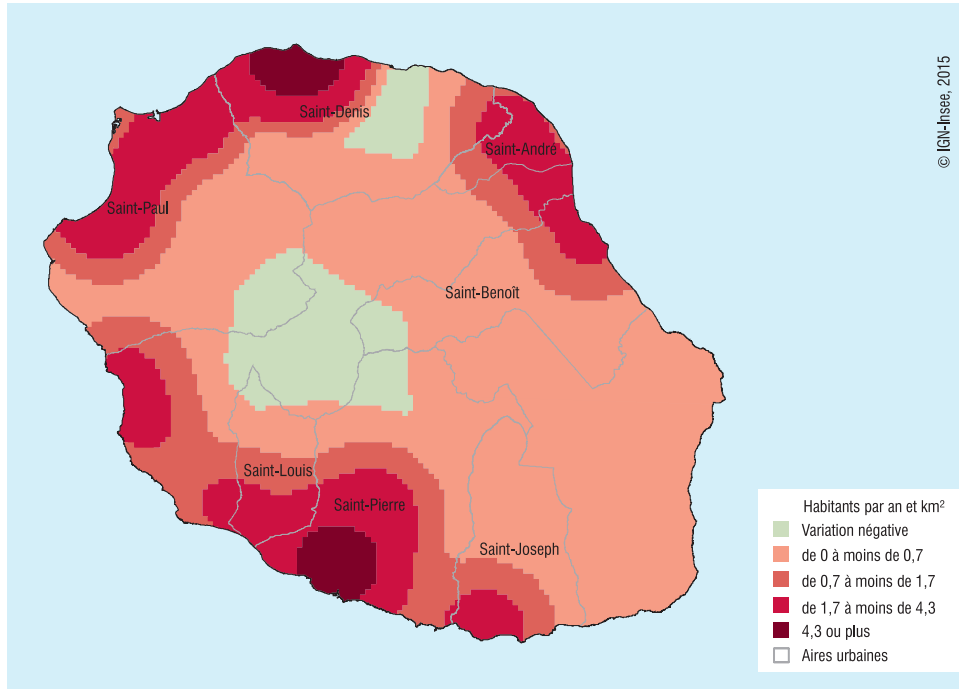 © IGN-Insee, 2015
Saint-Denis
Saint-André
Saint-Paul
Saint-Benoît
Saint-Louis
Saint-Pierre
Saint-Joseph
Habitants par an et km²
Variation négative
de 0 à moins de 0,7
de 0,7 à moins de 1,7
de 1,7 à moins de 4,3
4,3 ou plus
Aires urbaines